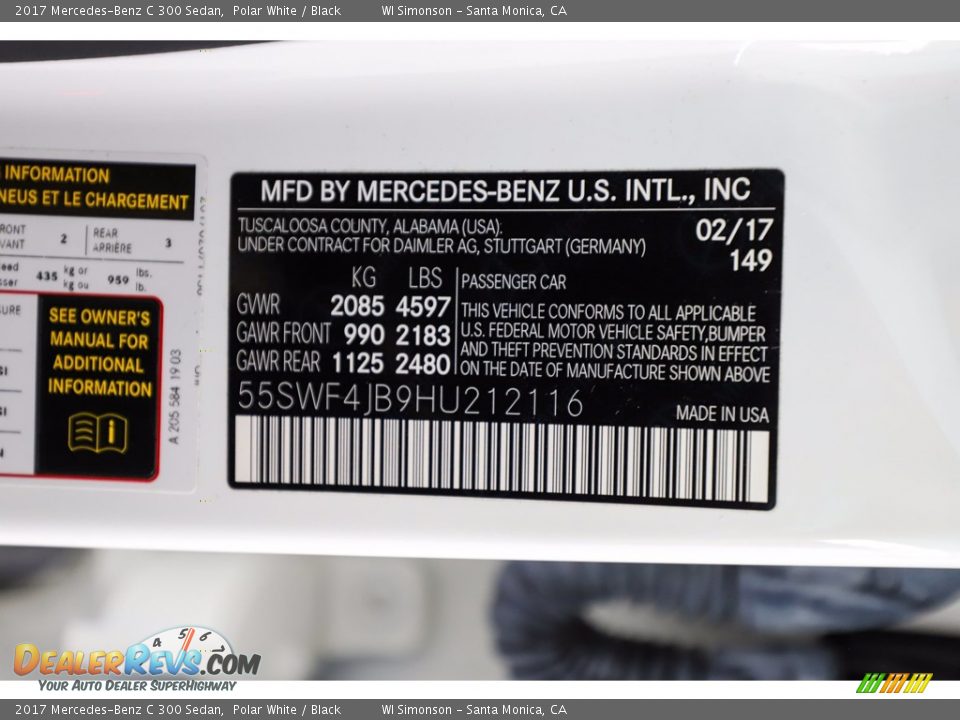 2017 Mercedes-Benz C 300 Sedan, Polar White / Black WI Simonson - Santa Monica, CA
INFORMATION
NEUS ET LE CHARGEMENT
RONT
VANT
2
REAR
ARRIÈRE
3
435 kg or
kg ou
959 lbs.
lb.
SEE OWNER'S
MANUAL FOR
ADDITIONAL
INFORMATION
A 205 584 19 03
MFD BY MERCEDES-BENZ U.S. INTL., INC
TUSCALOOSA COUNTY, ALABAMA (USA):
UNDER CONTRACT FOR DAIMLER AG, STUTTGART (GERMANY)
02/17
149
KG LBS
GVWR 2085 4597
GAWR FRONT 990 2183
GAWR REAR 1125 2480
PASSENGER CAR
THIS VEHICLE CONFORMS TO ALL APPLICABLE
U.S. FEDERAL MOTOR VEHICLE SAFETY,BUMPER
AND THEFT PREVENTION STANDARDS IN EFFECT
ON THE DATE OF MANUFACTURE SHOWN ABOVE
55SWF4JB9HU212116
MADE IN USA
4 5 6
DEALERREVS.COM
YOUR AUTO DEALER SUPERHIGHWAY
2017 Mercedes-Benz C 300 Sedan, Polar White / Black WI Simonson - Santa Monica, CA